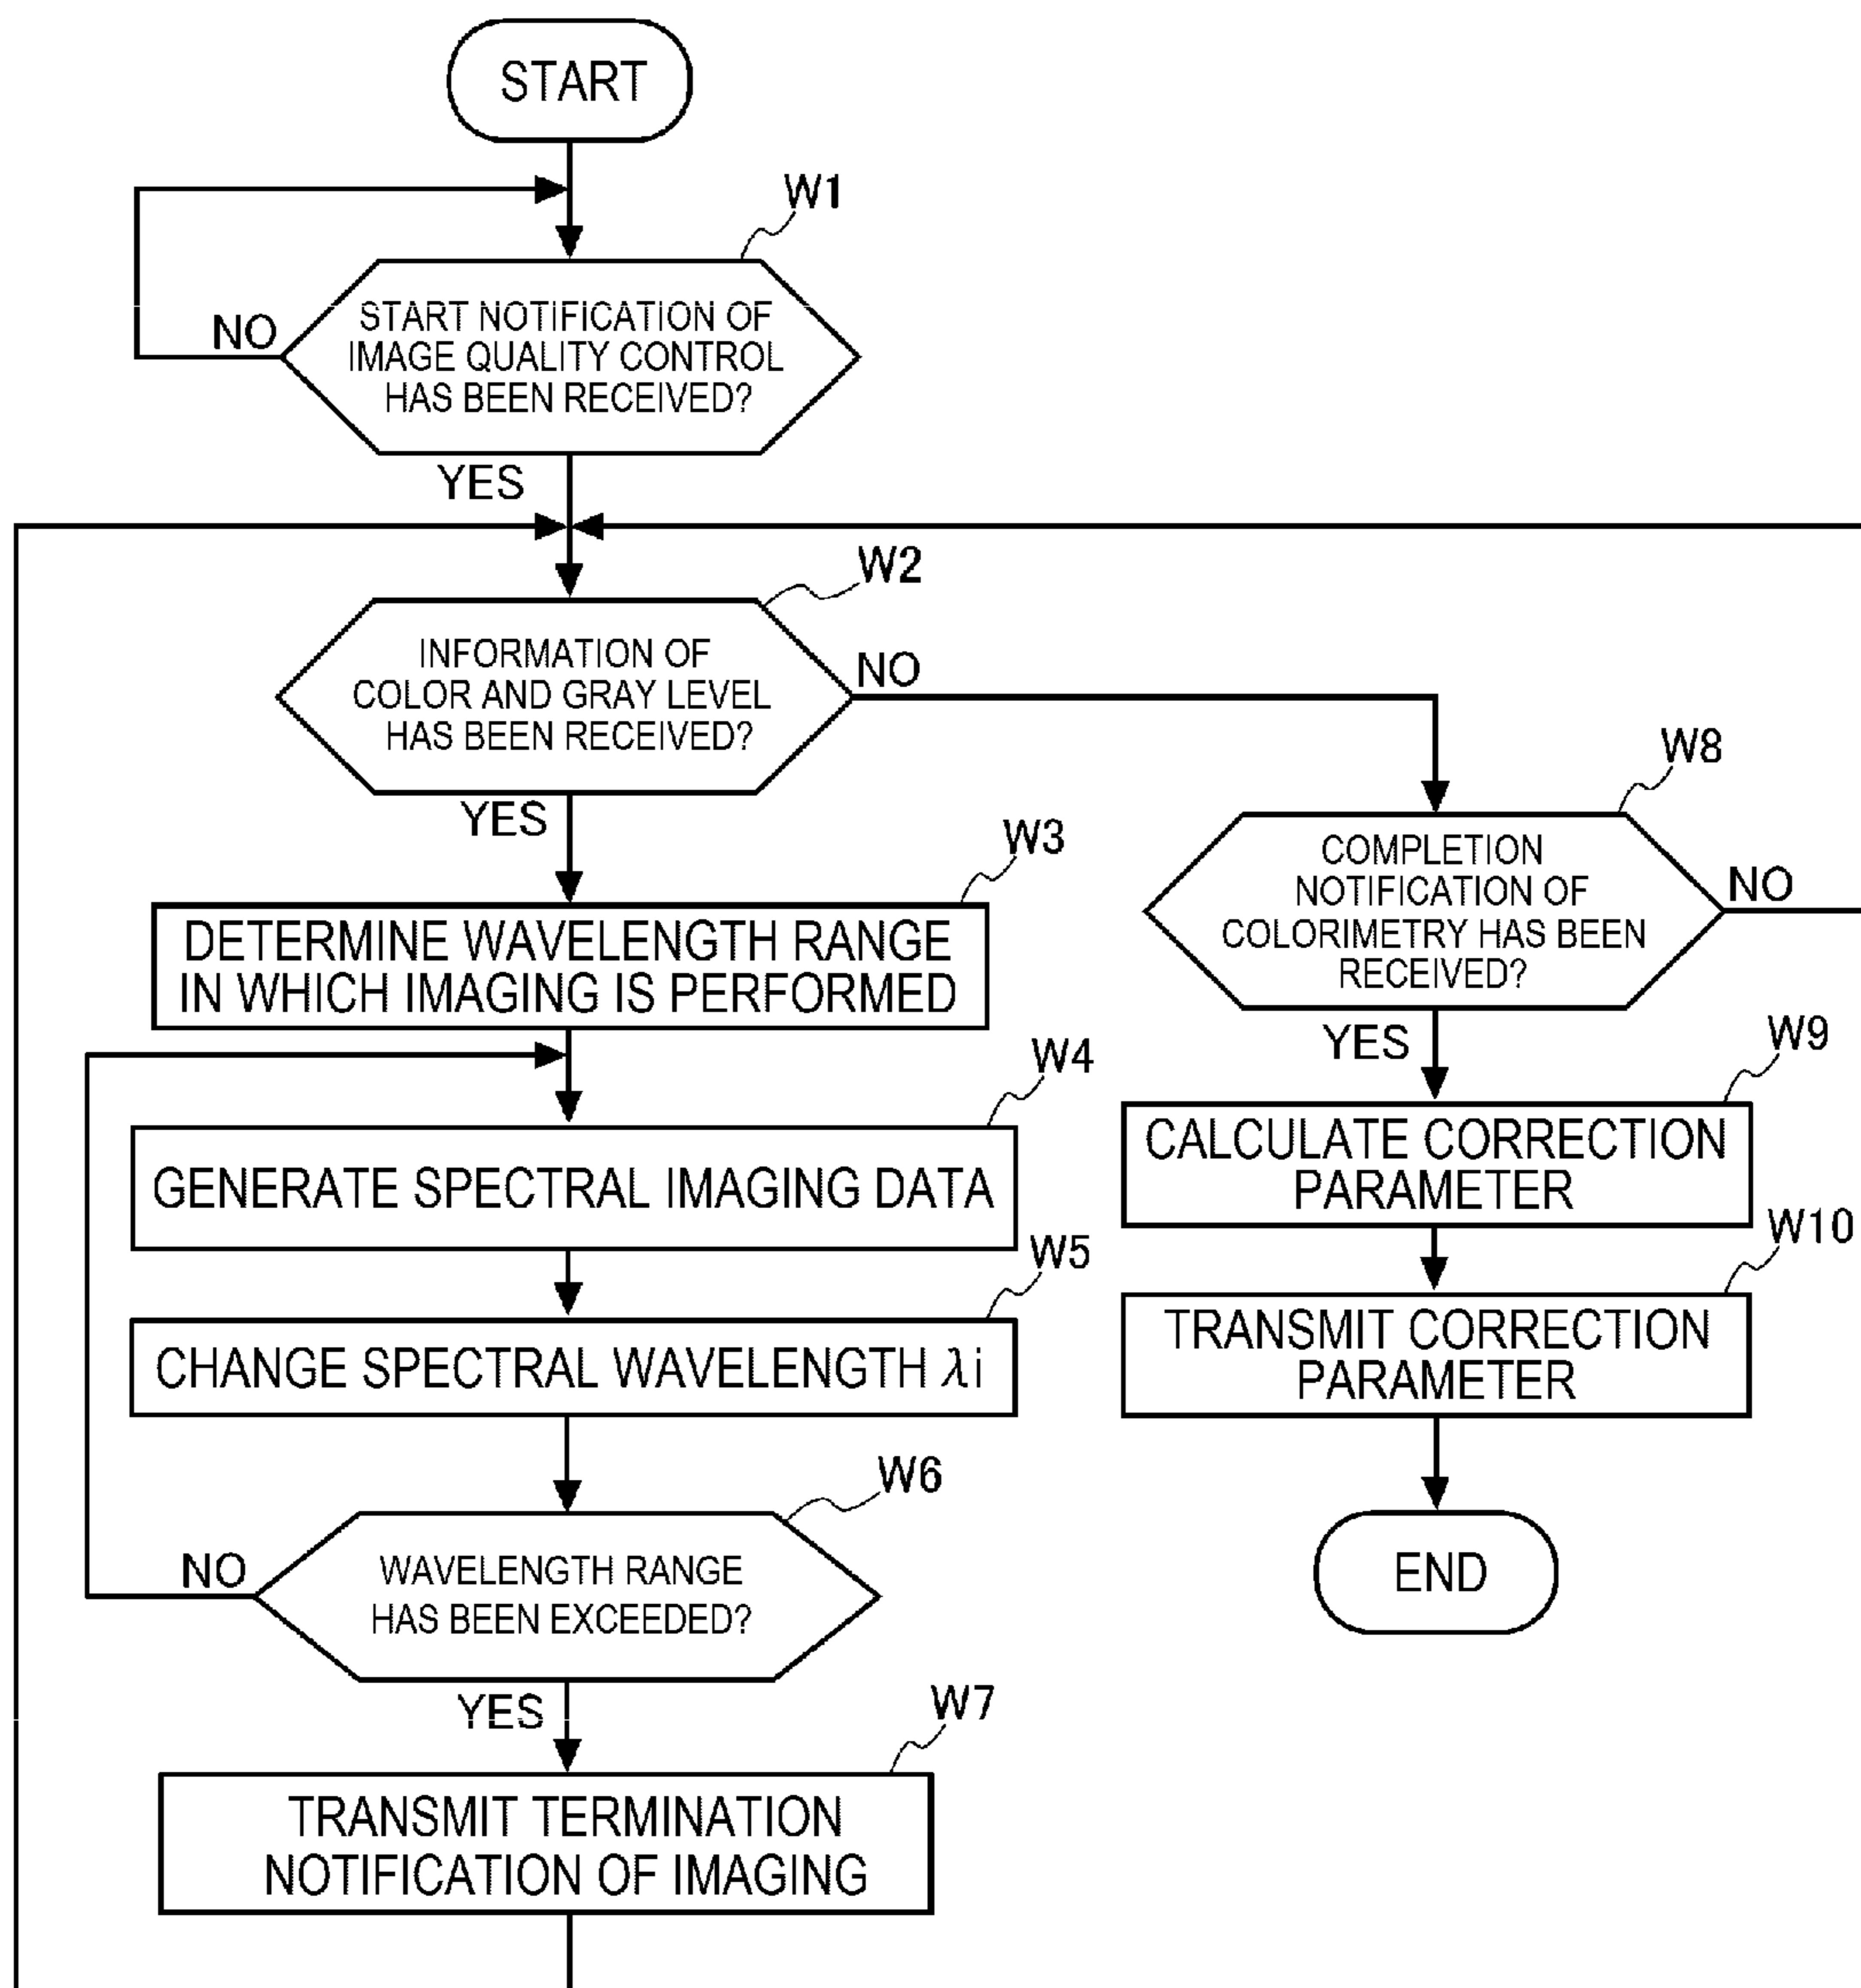 START
W1
START NOTIFICATION OF
IMAGE QUALITY CONTROL
HAS BEEN RECEIVED?
NO
YES
W2
INFORMATION OF
COLOR AND GRAY LEVEL
HAS BEEN RECEIVED?
NO
YES
W3
DETERMINE WAVELENGTH RANGE
IN WHICH IMAGING IS PERFORMED
W4
GENERATE SPECTRAL IMAGING DATA
W5
CHANGE SPECTRAL WAVELENGTH λi
W6
WAVELENGTH RANGE
HAS BEEN EXCEEDED?
NO
YES
W7
TRANSMIT TERMINATION
NOTIFICATION OF IMAGING
W8
COMPLETION
NOTIFICATION OF
COLORIMETRY HAS BEEN
RECEIVED?
NO
YES
W9
CALCULATE CORRECTION
PARAMETER
W10
TRANSMIT CORRECTION
PARAMETER
END